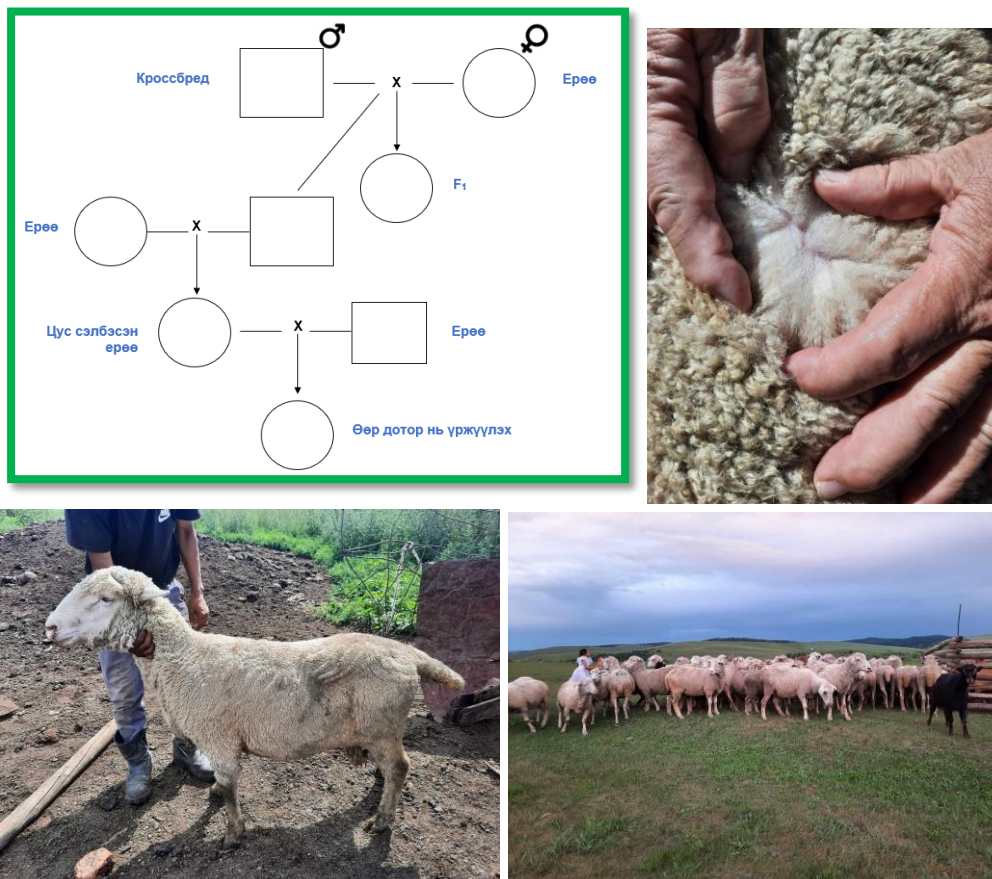 Кроссбред
X
Ерөө
F₁
Ерөө
X
Цус сэлбэсэн
ерөө
X
Ерөө
Өөр дотор нь үржүүлэх